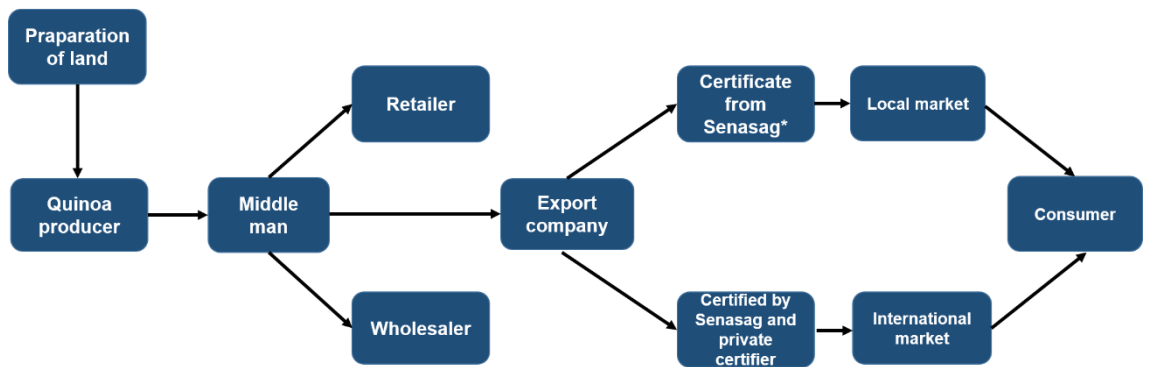 Praparation
of land
Quinoa
producer
Middle
man
Retailer
Wholesaler
Export
company
Certificate
from
Senasag*
Local market
Certified by
Senasag and
private
certifier
International
market
Consumer